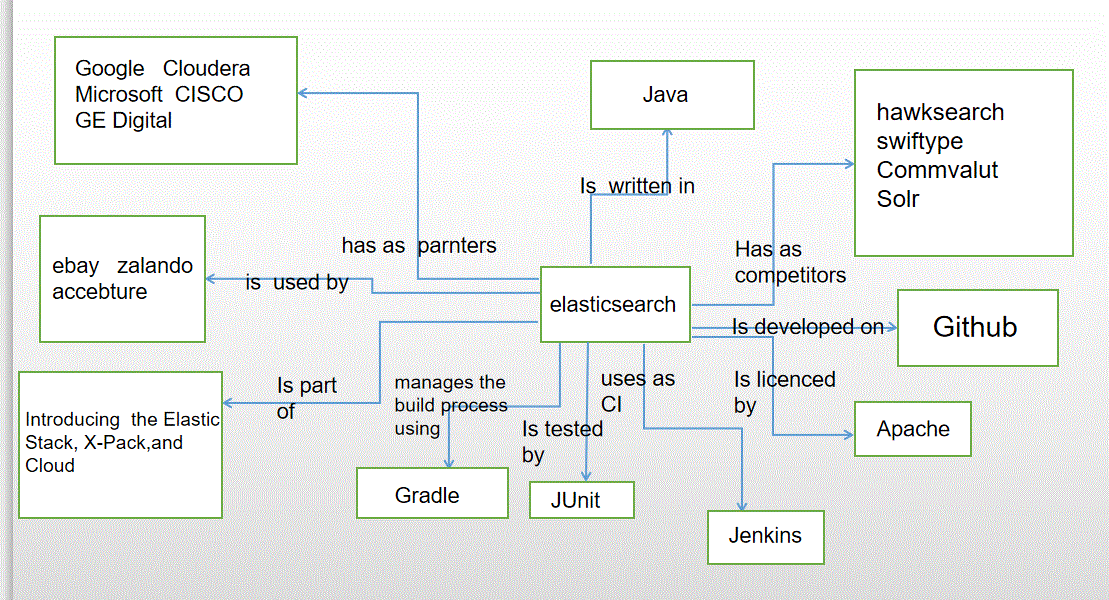 Google Cloudera
Microsoft CISCO
GE Digital
Java
hawksearch
swiftype
Commvalut
Solr
Is written in
has as parnters
Has as
competitors
ebay zalando
accebture
is used by
elasticsearch
Is developed on
Github
Is part
of
manages the
build process
using
uses as
CI
Is licenced
by
Introducing the Elastic
Stack, X-Pack,and
Cloud
Is tested
by
Apache
Gradle
JUnit
Jenkins